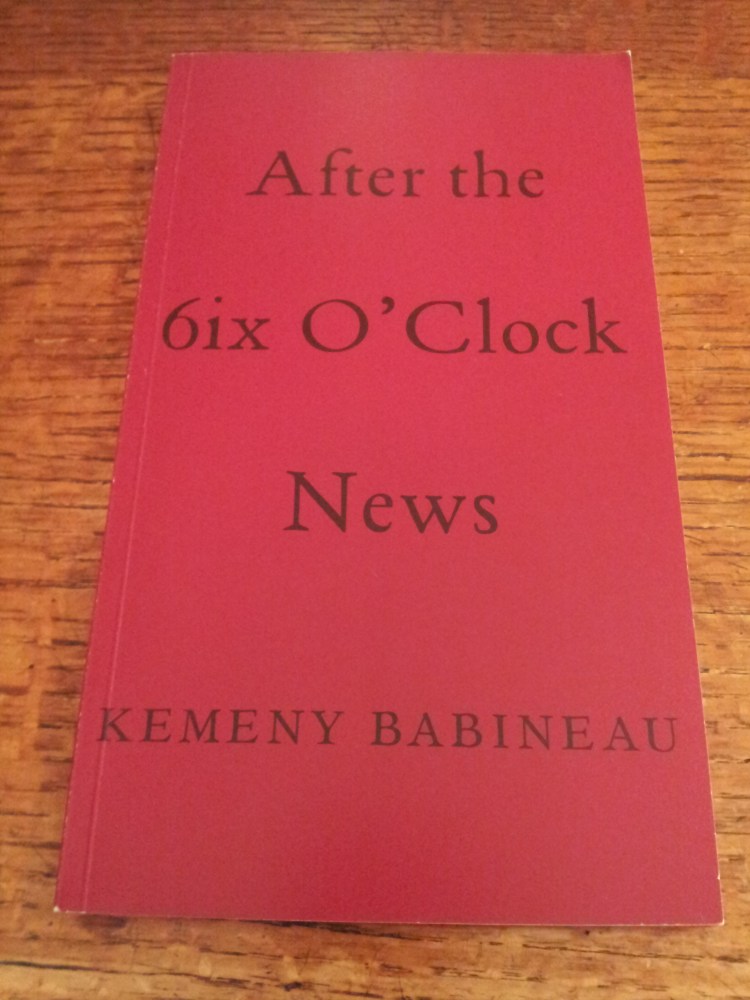 After the
6ix O’Clock
News
KEMENY BABINEAU